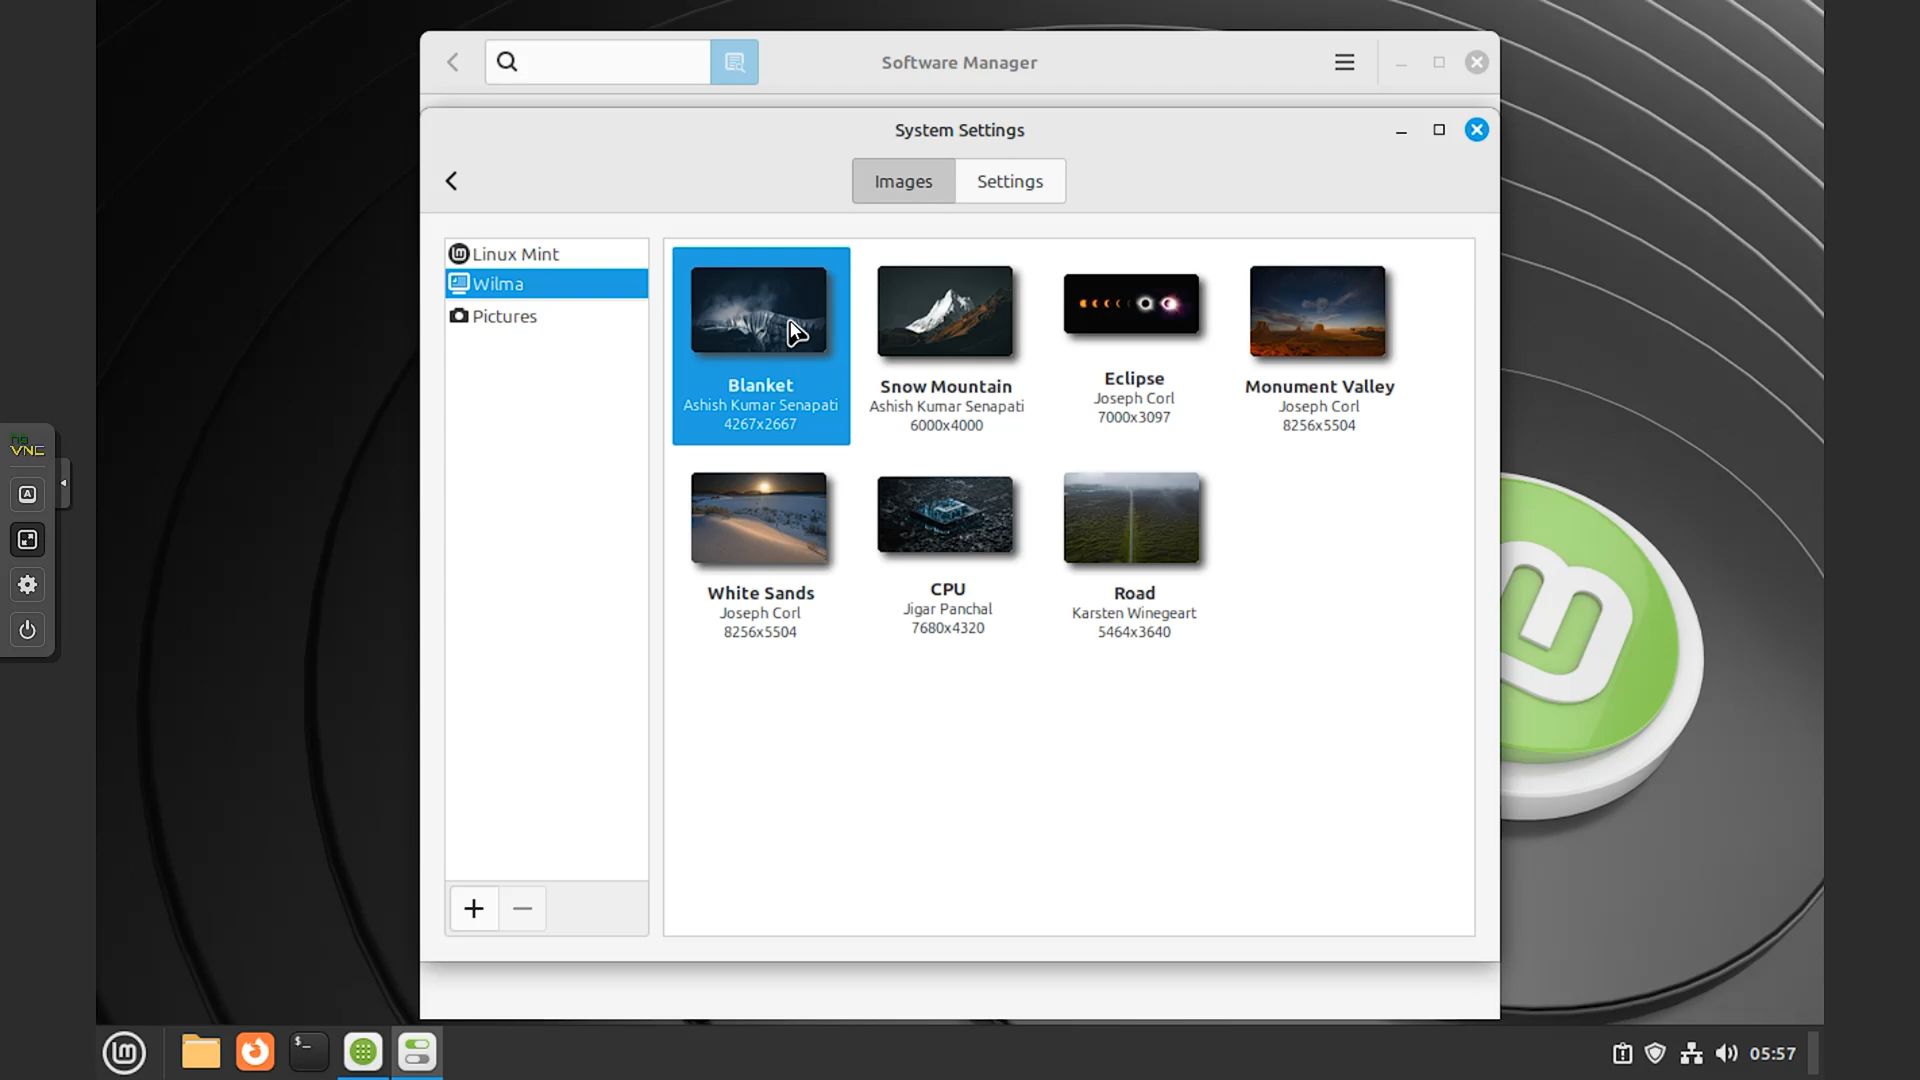 Software Manager
System Settings
Images
Settings
Linux Mint
Wilma
Pictures
Blanket
Ashish Kumar Senapati
4267x2667
Snow Mountain
Ashish Kumar Senapati
6000x4000
Eclipse
Joseph Corl
7000x3097
Monument Valley
Joseph Corl
8256x5504
White Sands
Joseph Corl
8256x5504
CPU
Jigar Panchal
7680x4320
Road
Karsten Winegeart
5464x3640
no
VNC
A
$_
05:57